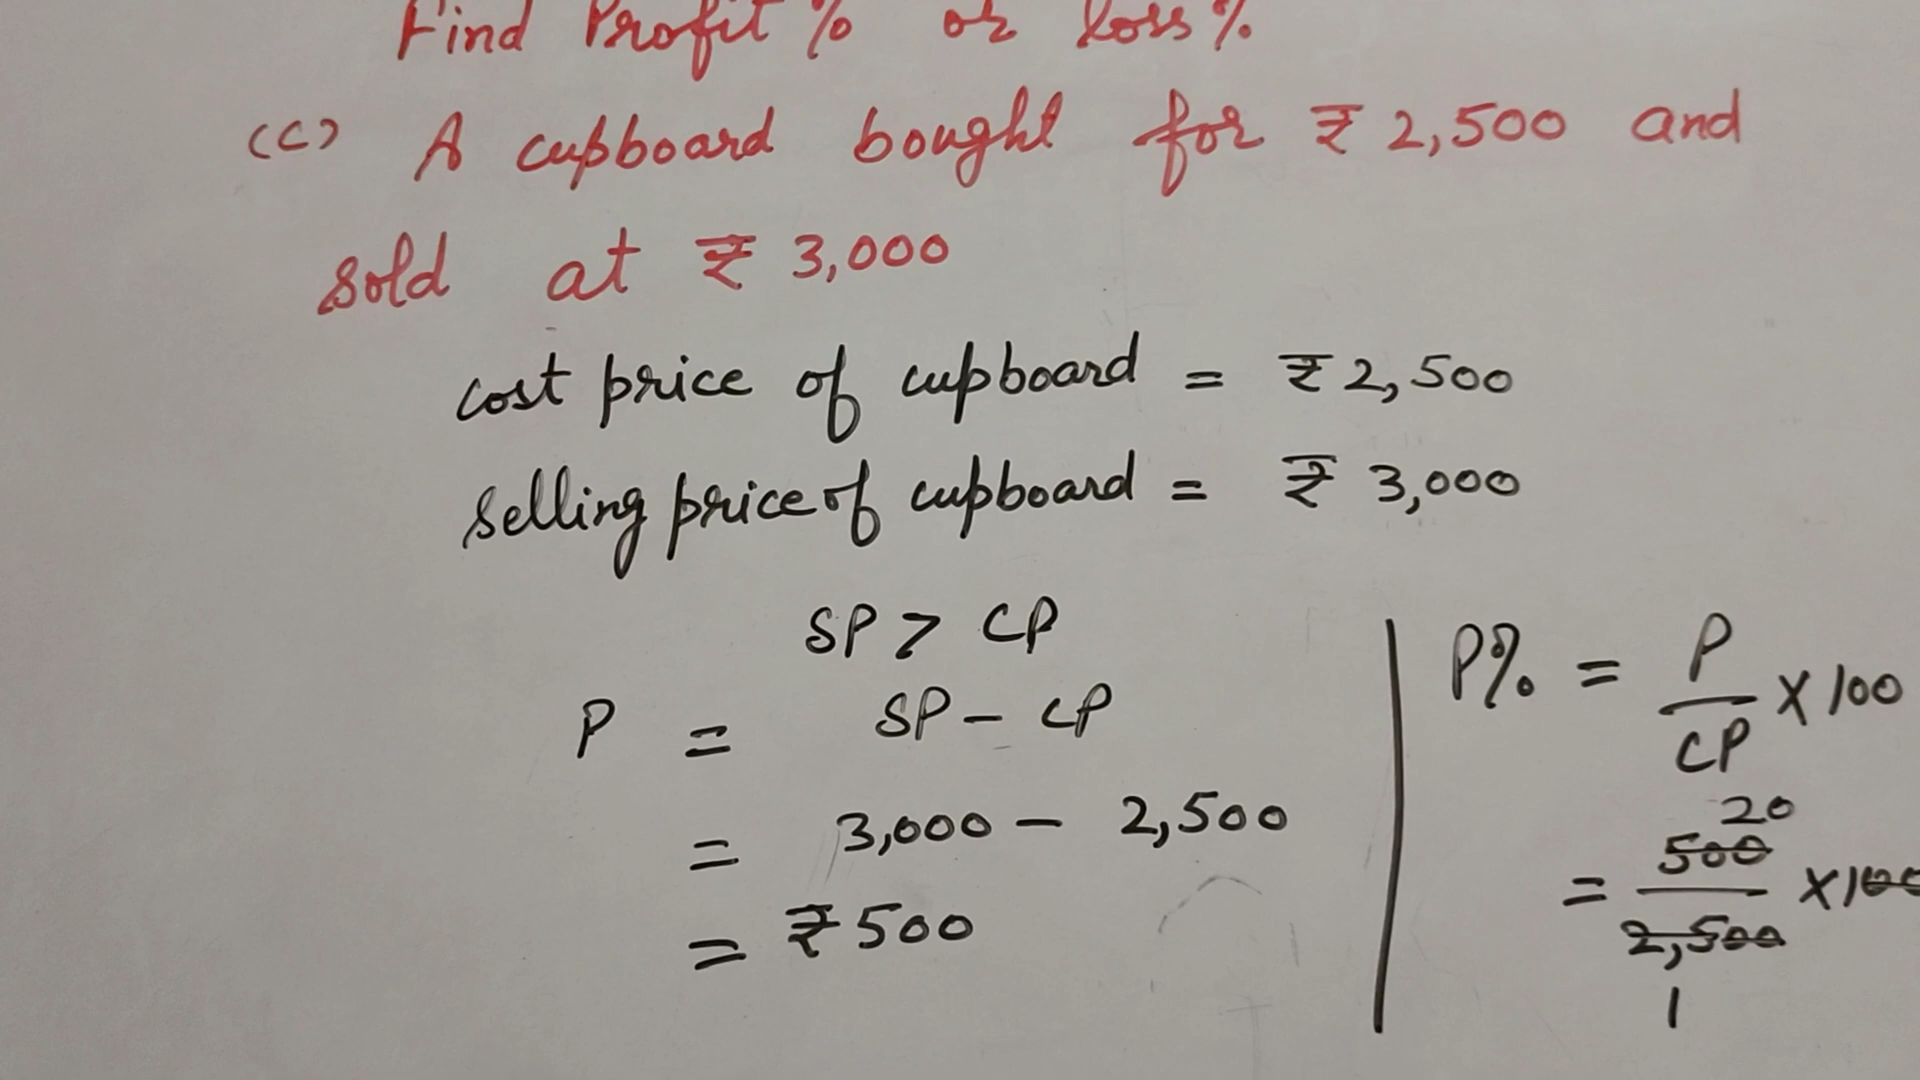 Find Profit % or loss %
(C) A cupboard bought for ₹ 2,500 and
sold at ₹ 3,000
cost price of cupboard = ₹ 2,500
selling price of cupboard = ₹ 3,000
SP > CP
P = SP - CP
= 3,000 - 2,500
= ₹ 500
P% = P/CP X 100
20
= 500/2,500 X 100
1